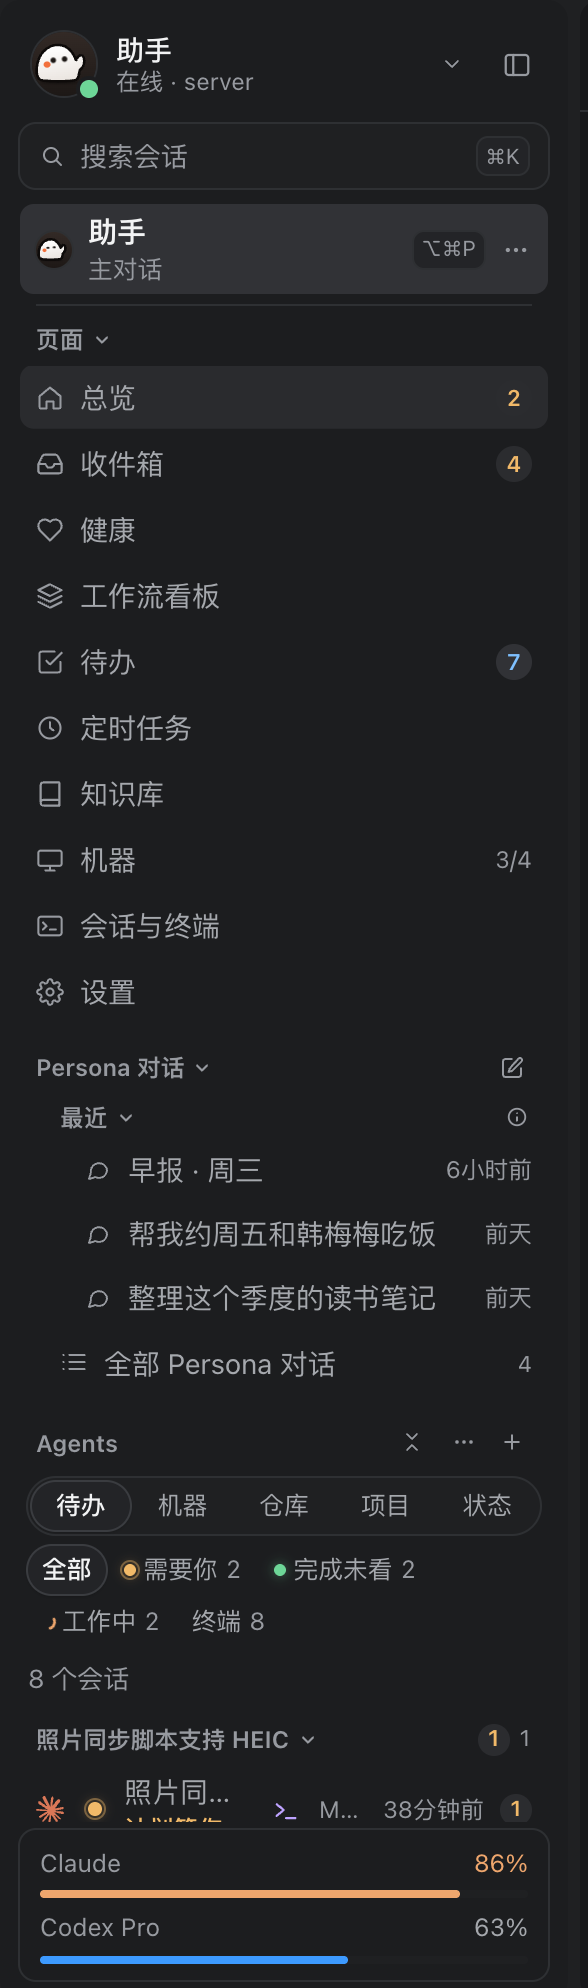 助手
在线 · server
搜索会话 ⌘K
助手
主对话 ⌥⌘P
页面
总览 2
收件箱 4
健康
工作流看板
待办 7
定时任务
知识库
机器 3/4
会话与终端
设置
Persona 对话
最近
早报 · 周三 6小时前
帮我约周五和韩梅梅吃饭 前天
整理这个季度的读书笔记 前天
全部 Persona 对话 4
Agents
待办 机器 仓库 项目 状态
全部 需要你 2 完成未看 2
工作中 2 终端 8
8 个会话
照片同步脚本支持 HEIC 1 1
照片同… M… 38分钟前 1
Claude 86%
Codex Pro 63%